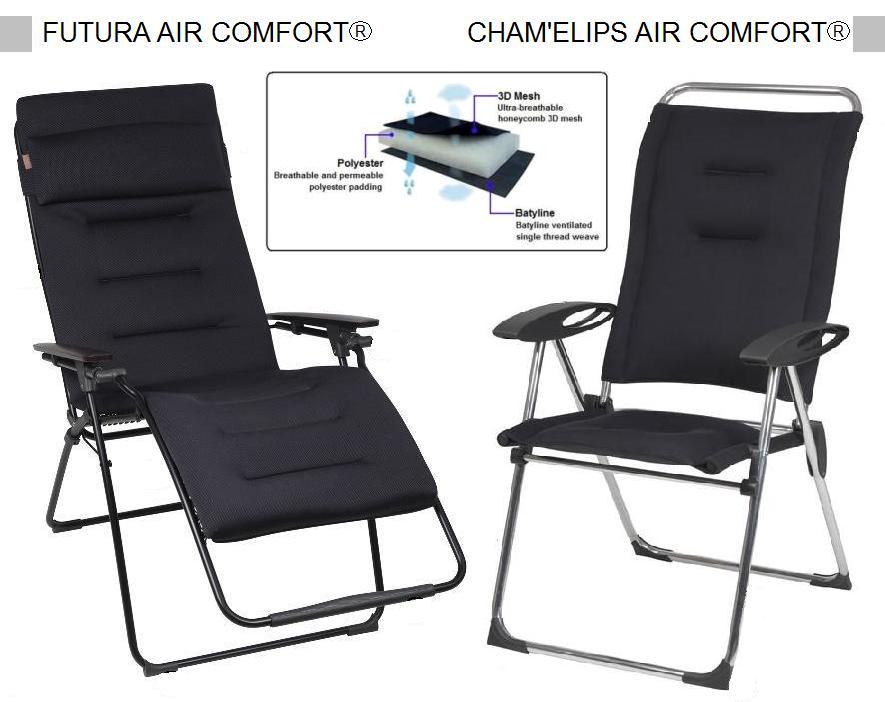 FUTURA AIR COMFORT®
CHAM'ELIPS AIR COMFORT®
3D Mesh
Ultra-breathable
honeycomb 3D mesh
Polyester
Breathable and permeable
polyester padding
Batyline
Batyline ventilated
single thread weave